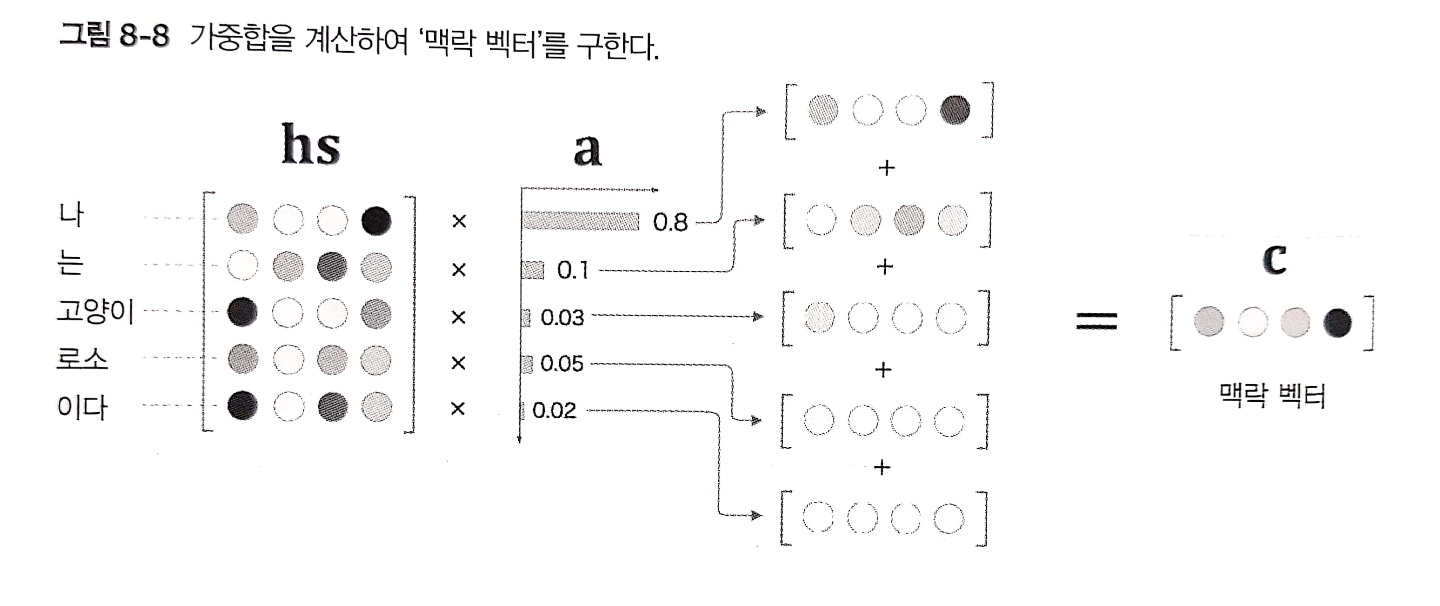 그림 8-8 가중합을 계산하여 '맥락 벡터'를 구한다.
hs
a
c
나 × 0.8
는 × 0.1
고양이 × 0.03
로소 × 0.05
이다 × 0.02
+
+
+
+
=
맥락 벡터